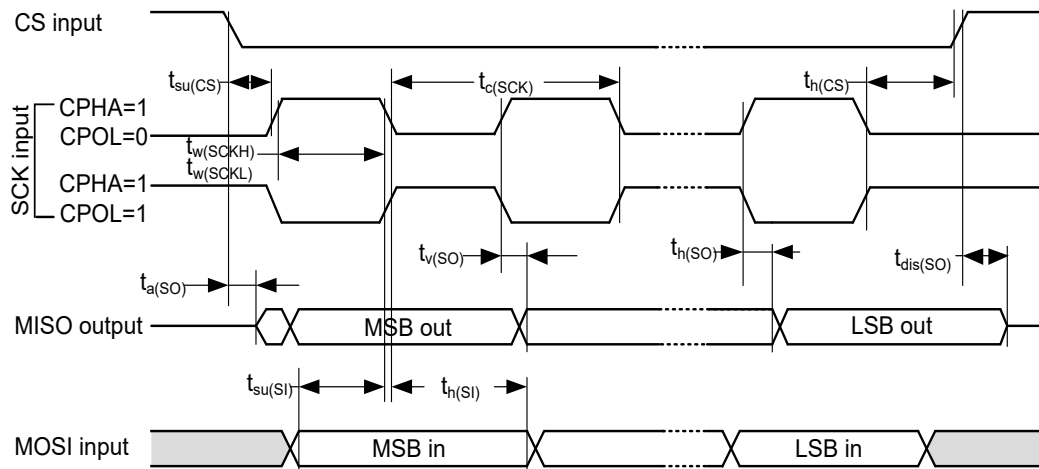 CS input
t_su(CS)
t_c(SCK)
t_h(CS)
SCK input
CPHA=1
CPOL=0
t_w(SCKH)
t_w(SCKL)
CPHA=1
CPOL=1
t_v(SO)
t_h(SO)
t_dis(SO)
t_a(SO)
MISO output
MSB out
LSB out
t_su(SI)
t_h(SI)
MOSI input
MSB in
LSB in